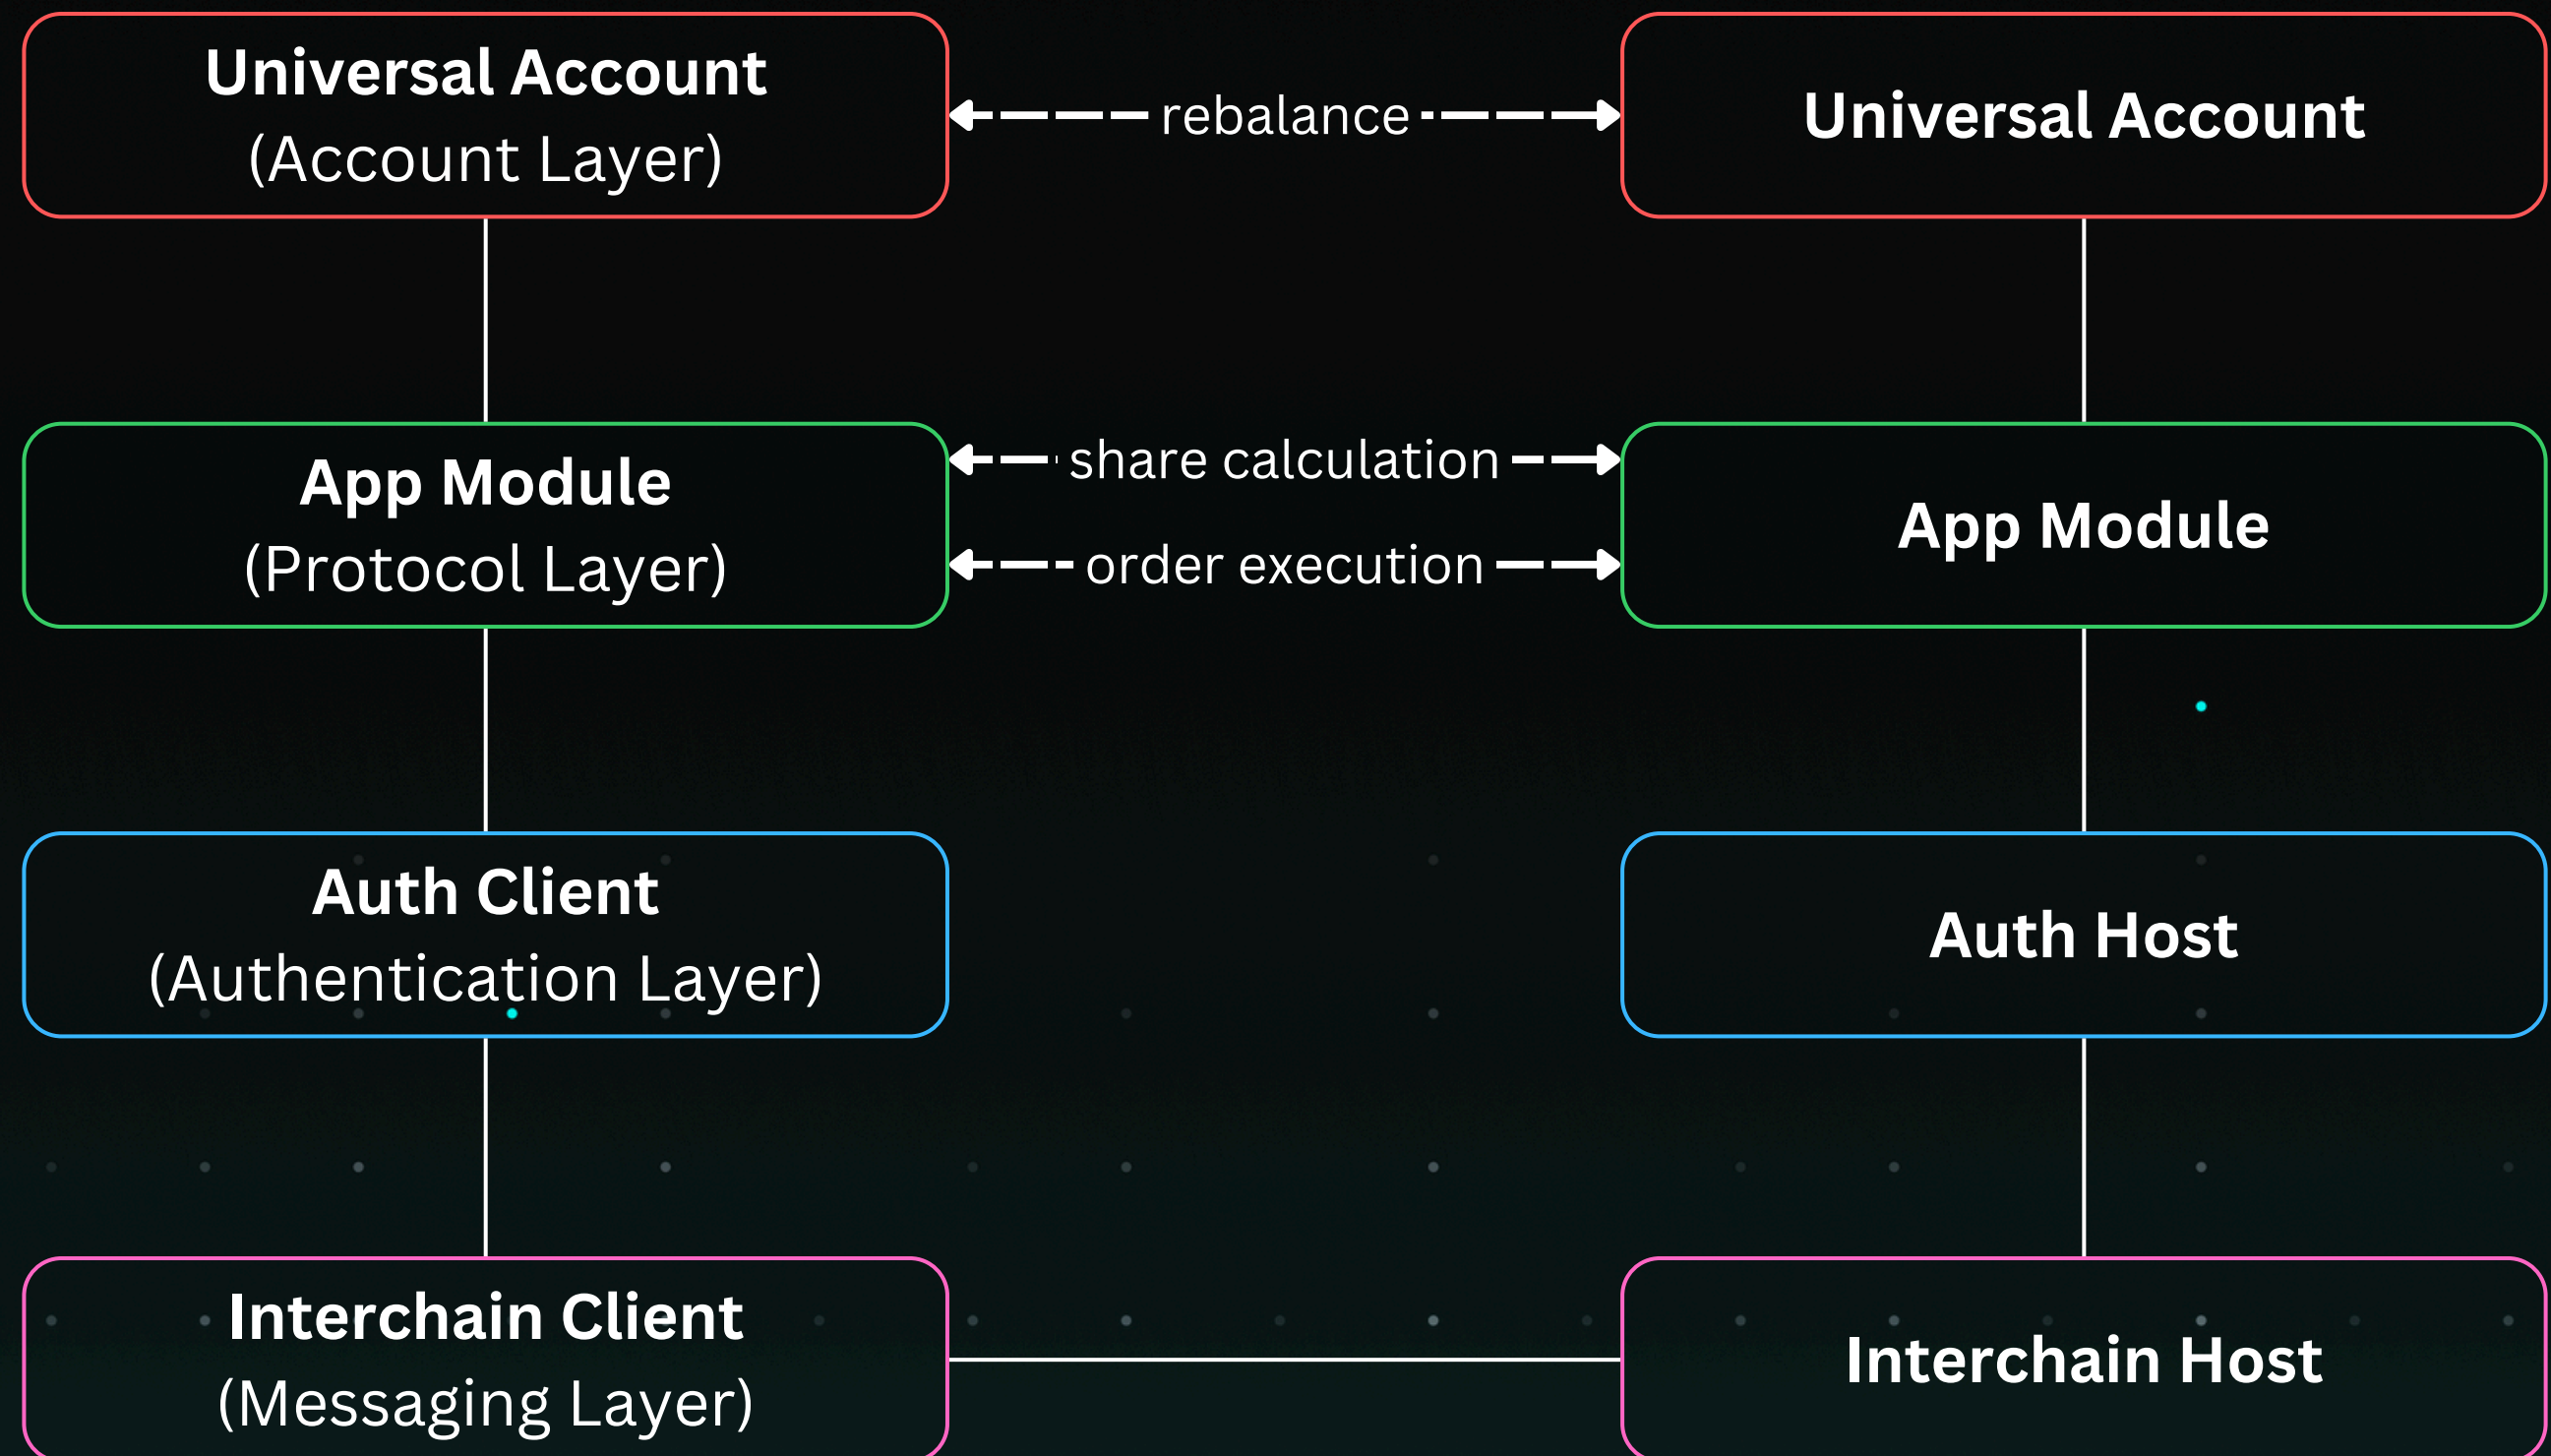 Universal Account
(Account Layer)
rebalance
Universal Account
App Module
(Protocol Layer)
share calculation
order execution
App Module
Auth Client
(Authentication Layer)
Auth Host
Interchain Client
(Messaging Layer)
Interchain Host